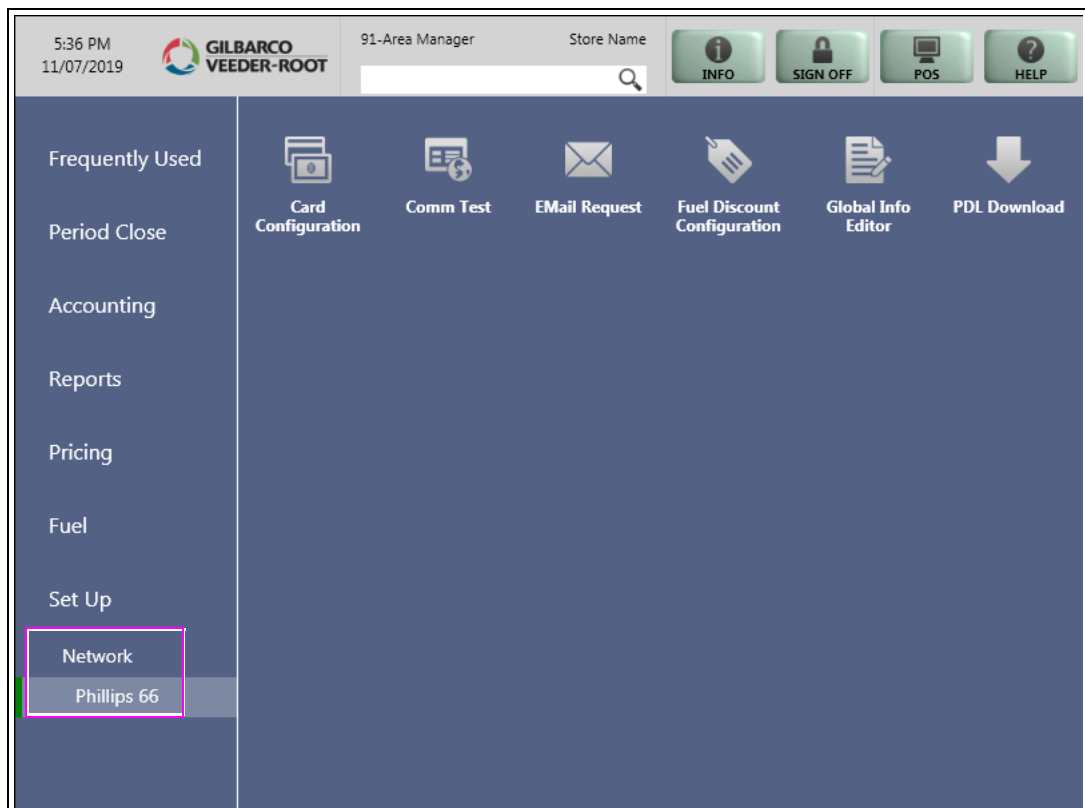 5:36 PM
11/07/2019
GILBARCO
VEEDER-ROOT
91-Area Manager
Store Name
INFO
SIGN OFF
POS
HELP
Frequently Used
Period Close
Accounting
Reports
Pricing
Fuel
Set Up
Network
Phillips 66
Card
Configuration
Comm Test
EMail Request
Fuel Discount
Configuration
Global Info
Editor
PDL Download